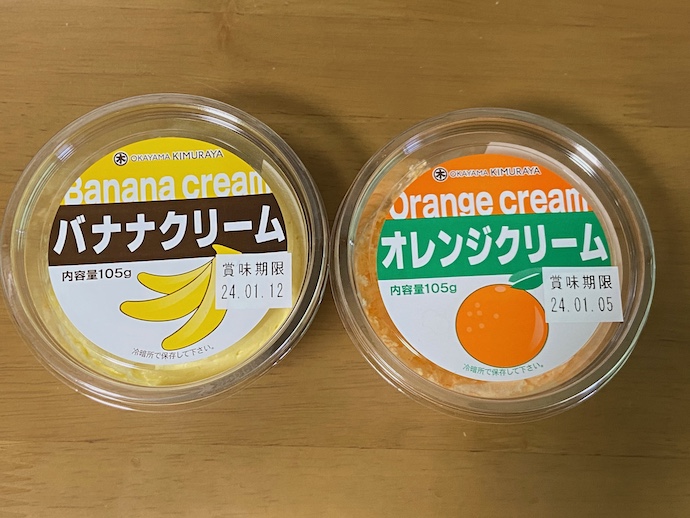 木 OKAYAMA KIMURAYA
Banana cream
バナナクリーム
内容量105g
賞味期限
24.01.12
冷暗所で保存して下さい。
木 OKAYAMA KIMURAYA
Orange cream
オレンジクリーム
内容量105g
賞味期限
24.01.05
冷暗所で保存して下さい。